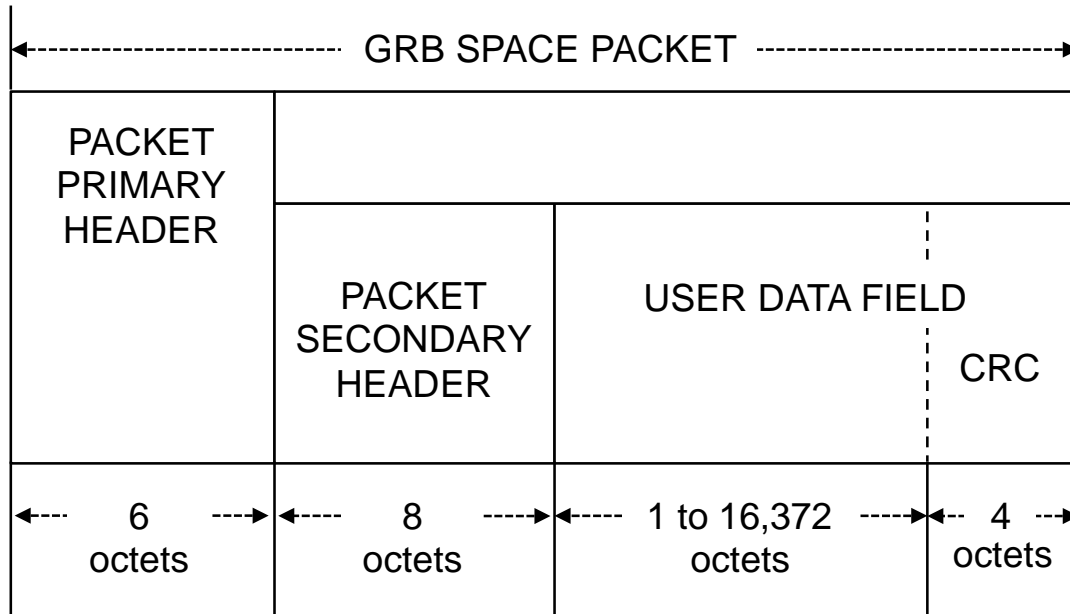 GRB SPACE PACKET
PACKET
PRIMARY
HEADER
PACKET
SECONDARY
HEADER
USER DATA FIELD
CRC
6
octets
8
octets
1 to 16,372
octets
4
octets